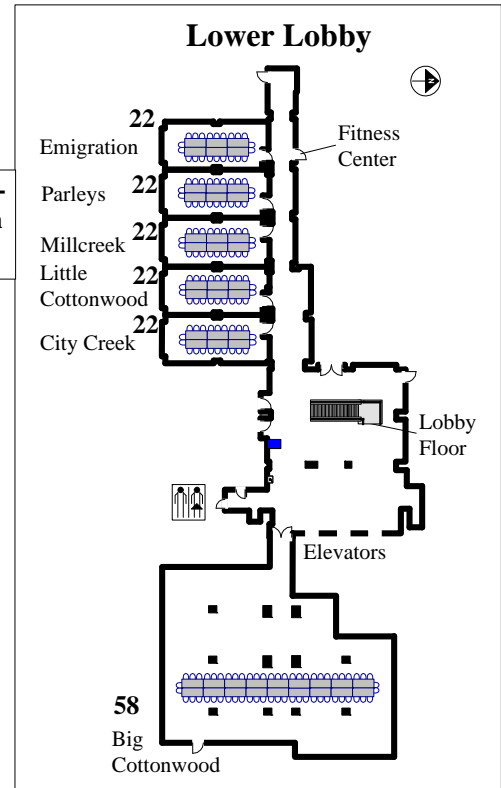 Lower Lobby
22
Emigration
Fitness
Center
22
Parleys
22
Millcreek
22
Little
Cottonwood
22
City Creek
Lobby
Floor
Elevators
58
Big
Cottonwood